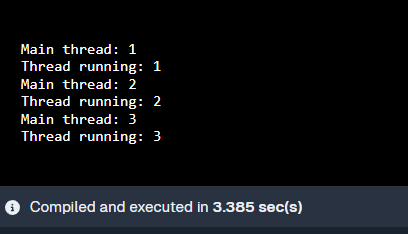 Main thread: 1
Thread running: 1
Main thread: 2
Thread running: 2
Main thread: 3
Thread running: 3
Compiled and executed in 3.385 sec(s)